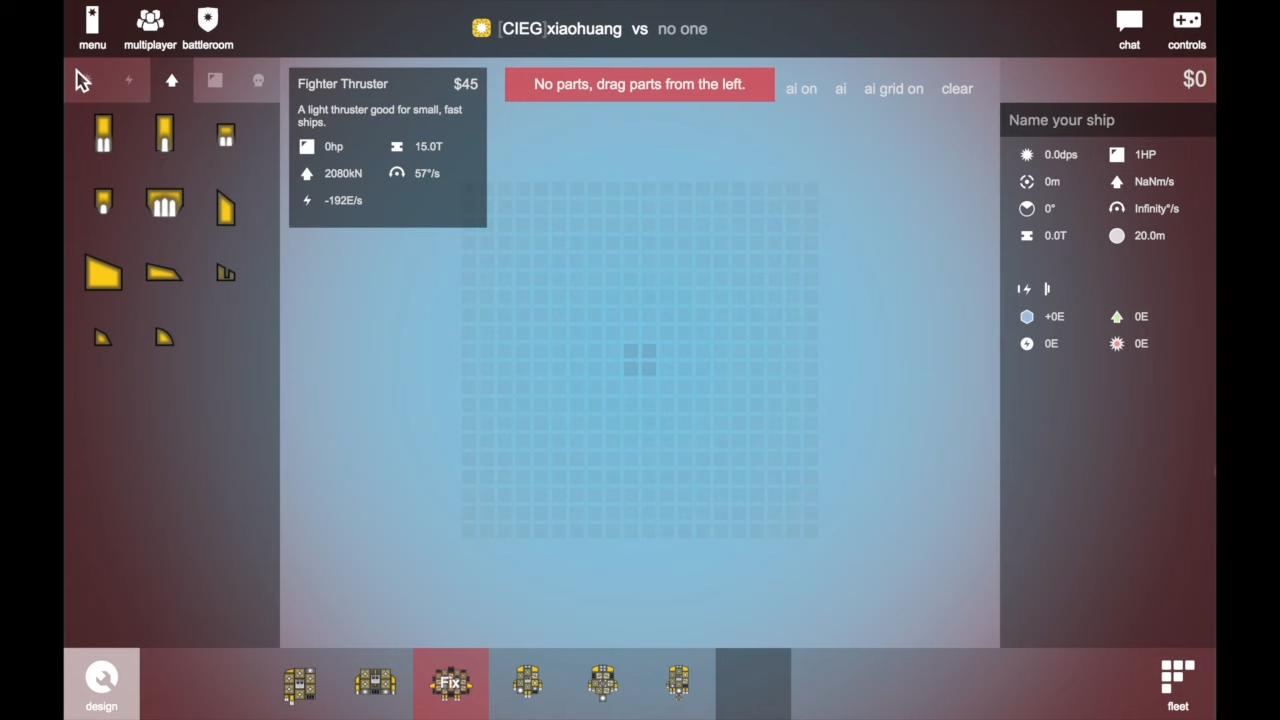 menu
multiplayer
battleroom
[CIEG]xiaohuang vs no one
chat
controls
Fighter Thruster $45
A light thruster good for small, fast
ships.
0hp
15.0T
2080kN
57°/s
-192E/s
No parts, drag parts from the left.
ai on
ai
ai grid on
clear
$0
Name your ship
0.0dps
1HP
0m
NaNm/s
0°
Infinity°/s
0.0T
20.0m
+0E
0E
0E
0E
design
Fix
fleet